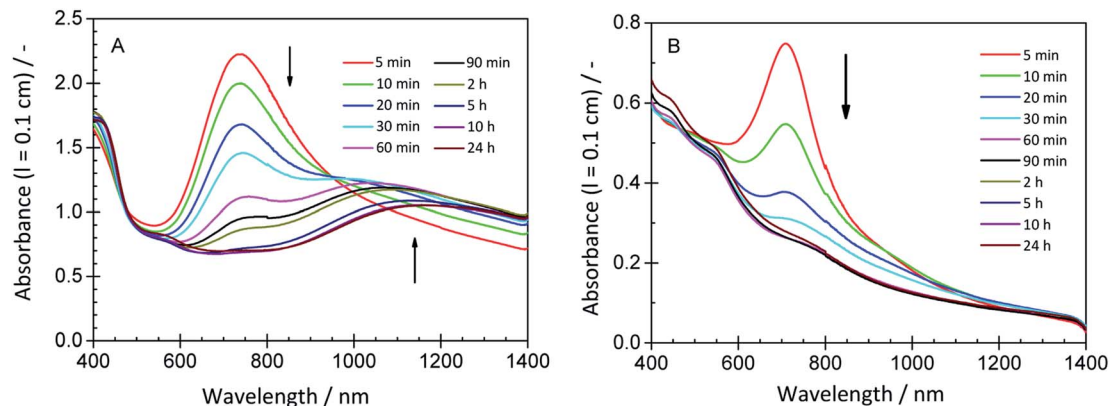 A
Absorbance (l = 0.1 cm) / -
2.5
2.0
1.5
1.0
0.5
0.0
400 600 800 1000 1200 1400
Wavelength / nm
5 min
10 min
20 min
30 min
60 min
90 min
2 h
5 h
10 h
24 h
B
Absorbance (l = 0.1 cm) / -
0.8
0.6
0.4
0.2
0.0
400 600 800 1000 1200 1400
Wavelength / nm
5 min
10 min
20 min
30 min
60 min
90 min
2 h
5 h
10 h
24 h